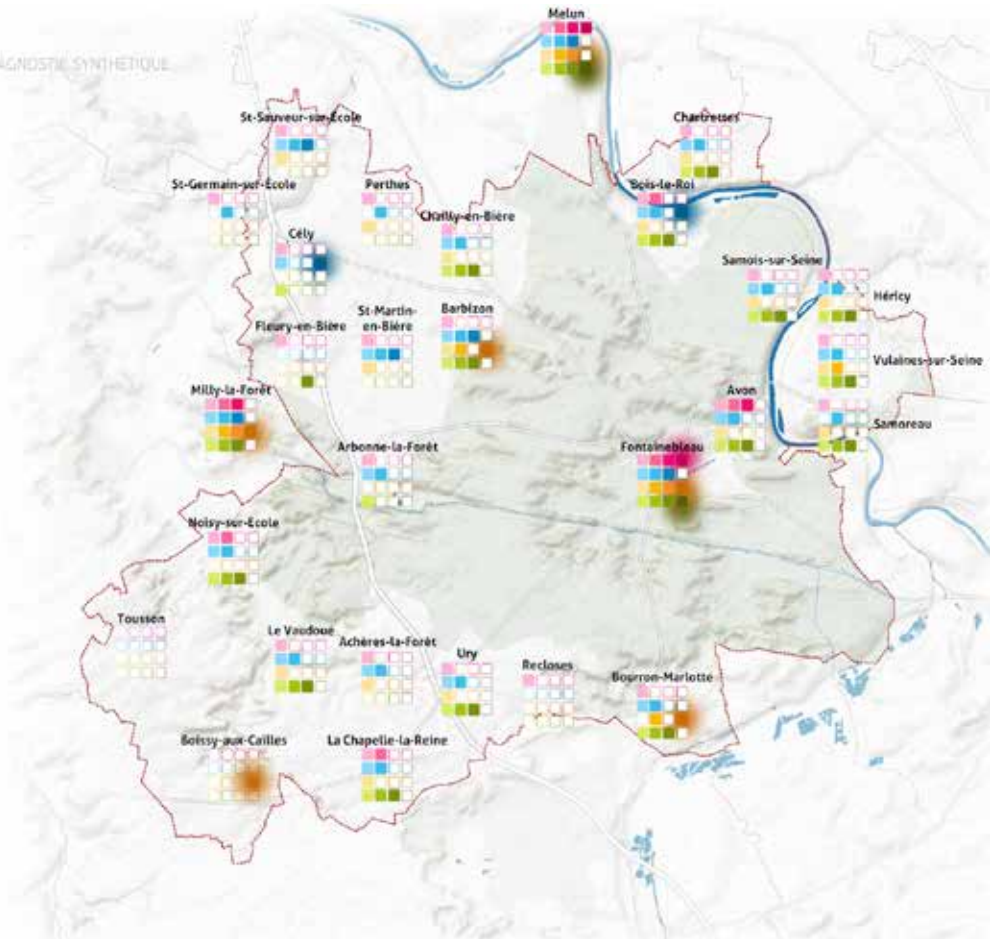 Melun
AGNOSTIC SYNTHÉTIQUE
St-Sauveur-sur-École
Chartrettes
St-Germain-sur-École
Perthes
Bois-le-Roi
Chailly-en-Bière
Cély
Samois-sur-Seine
Héricy
Fleury-en-Bière
St-Martin-
en-Bière
Barbizon
Vulaines-sur-Seine
Milly-la-Forêt
Avon
Samoreau
Arbonne-la-Forêt
Fontainebleau
Noisy-sur-École
Tousson
Le Vaudoué
Achères-la-Forêt
Ury
Recloses
Bourron-Marlotte
Boissy-aux-Cailles
La Chapelle-la-Reine